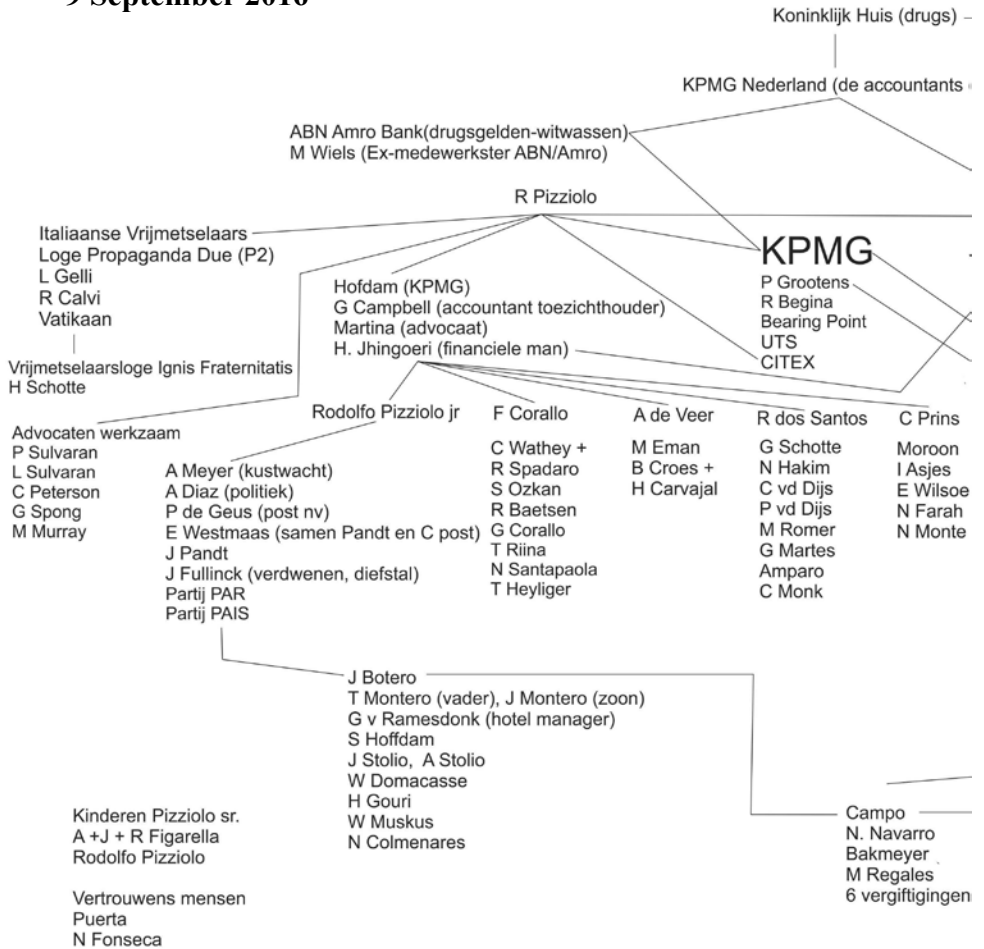 9 September 2016
Koninklijk Huis (drugs)
KPMG Nederland (de accountants
ABN Amro Bank(drugsgelden-witwassen)
M Wiels (Ex-medewerkster ABN/Amro)
R Pizziolo
Italiaanse Vrijmetselaars
Loge Propaganda Due (P2)
L Gelli
R Calvi
Vatikaan
Vrijmetselaarsloge Ignis Fraternitatis
H Schotte
Hofdam (KPMG)
G Campbell (accountant toezichthouder)
Martina (advocaat)
H. Jhingoeri (financiele man)
KPMG
P Grootens
R Begina
Bearing Point
UTS
CITEX
Advocaten werkzaam
P Sulvaran
L Sulvaran
C Peterson
G Spong
M Murray
Rodolfo Pizziolo jr
A Meyer (kustwacht)
A Diaz (politiek)
P de Geus (post nv)
E Westmaas (samen Pandt en C post)
J Pandt
J Fullinck (verdwenen, diefstal)
Partij PAR
Partij PAIS
F Corallo
C Wathey +
R Spadaro
S Ozkan
R Baetsen
G Corallo
T Riina
N Santapaola
T Heyliger
A de Veer
M Eman
B Croes +
H Carvajal
R dos Santos
G Schotte
N Hakim
C vd Dijs
P vd Dijs
M Romer
G Martes
Amparo
C Monk
C Prins
Moroon
I Asjes
E Wilsoe
N Farah
N Monte
J Botero
T Montero (vader), J Montero (zoon)
G v Ramesdonk (hotel manager)
S Hoffdam
J Stolio, A Stolio
W Domacasse
H Gouri
W Muskus
N Colmenares
Kinderen Pizziolo sr.
A +J + R Figarella
Rodolfo Pizziolo
Vertrouwens mensen
Puerta
N Fonseca
Campo
N. Navarro
Bakmeyer
M Regales
6 vergiftigingen